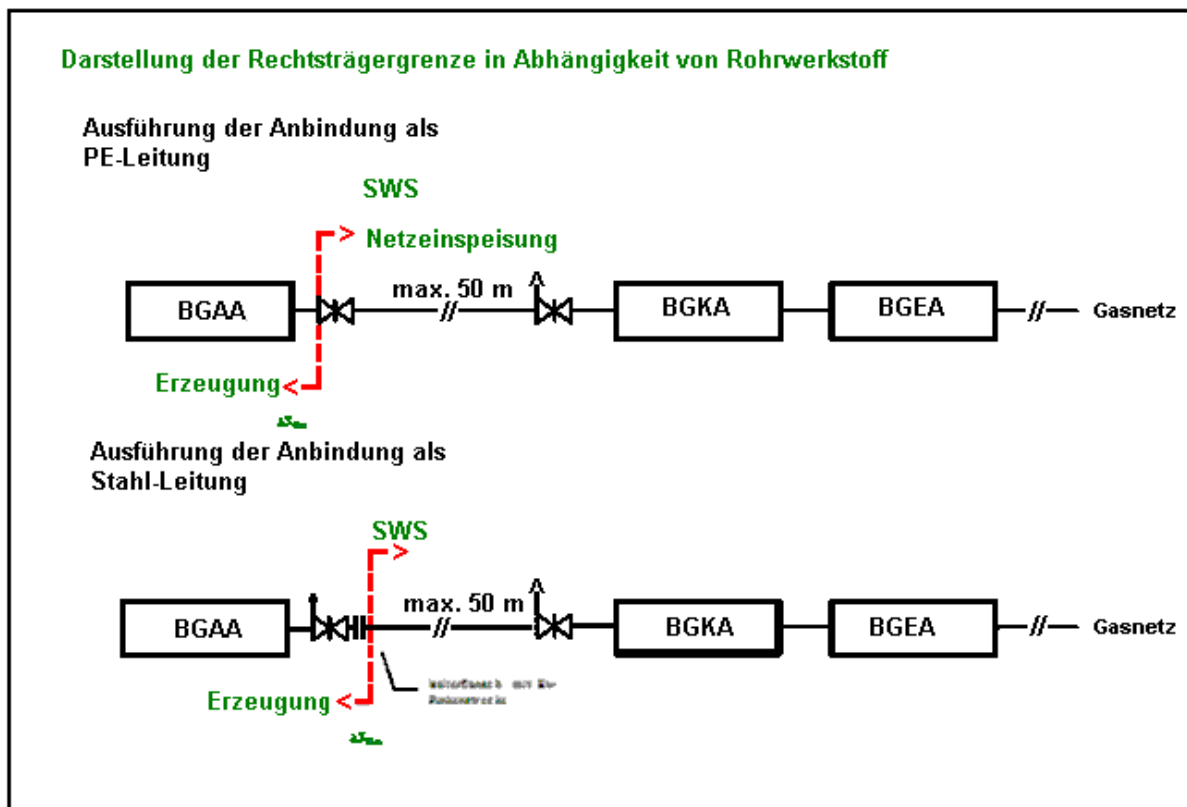 Darstellung der Rechtsträgergrenze in Abhängigkeit von Rohrwerkstoff
Ausführung der Anbindung als
PE-Leitung
SWS
Netzeinspeisung
max. 50 m
BGAA
BGKA
BGEA
Gasnetz
Erzeugung
Ausführung der Anbindung als
Stahl-Leitung
SWS
max. 50 m
BGAA
BGKA
BGEA
Gasnetz
Erzeugung